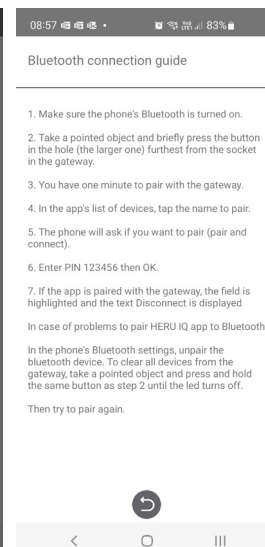 08:57 83%
Bluetooth connection guide
1. Make sure the phone's Bluetooth is turned on.
2. Take a pointed object and briefly press the button
in the hole (the larger one) furthest from the socket
in the gateway.
3. You have one minute to pair with the gateway.
4. In the app's list of devices, tap the name to pair.
5. The phone will ask if you want to pair (pair and
connect).
6. Enter PIN 123456 then OK.
7. If the app is paired with the gateway, the field is
highlighted and the text Disconnect is displayed
In case of problems to pair HERU IQ app to Bluetooth
In the phone's Bluetooth settings, unpair the
bluetooth device. To clear all devices from the
gateway, take a pointed object and press and hold
the same button as step 2 until the led turns off.
Then try to pair again.